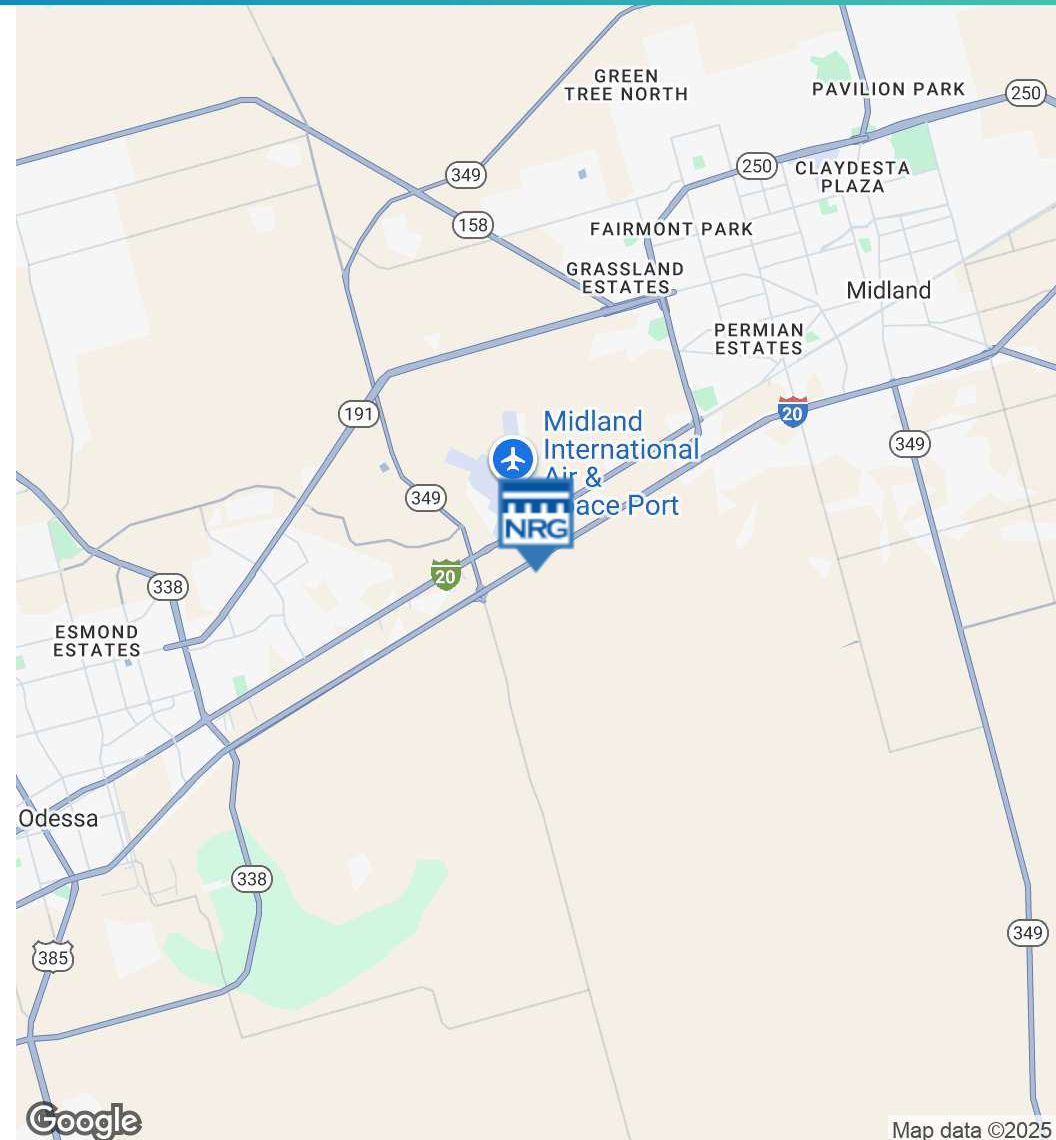 GREEN
TREE NORTH
PAVILION PARK
250
349
250
CLAYDESTA
PLAZA
158
FAIRMONT PARK
GRASSLAND
ESTATES
Midland
PERMIAN
ESTATES
191
20
Midland
International
Air &
ace Port
349
349
NRG
20
338
ESMOND
ESTATES
Odessa
338
349
385
Google
Map data ©2025